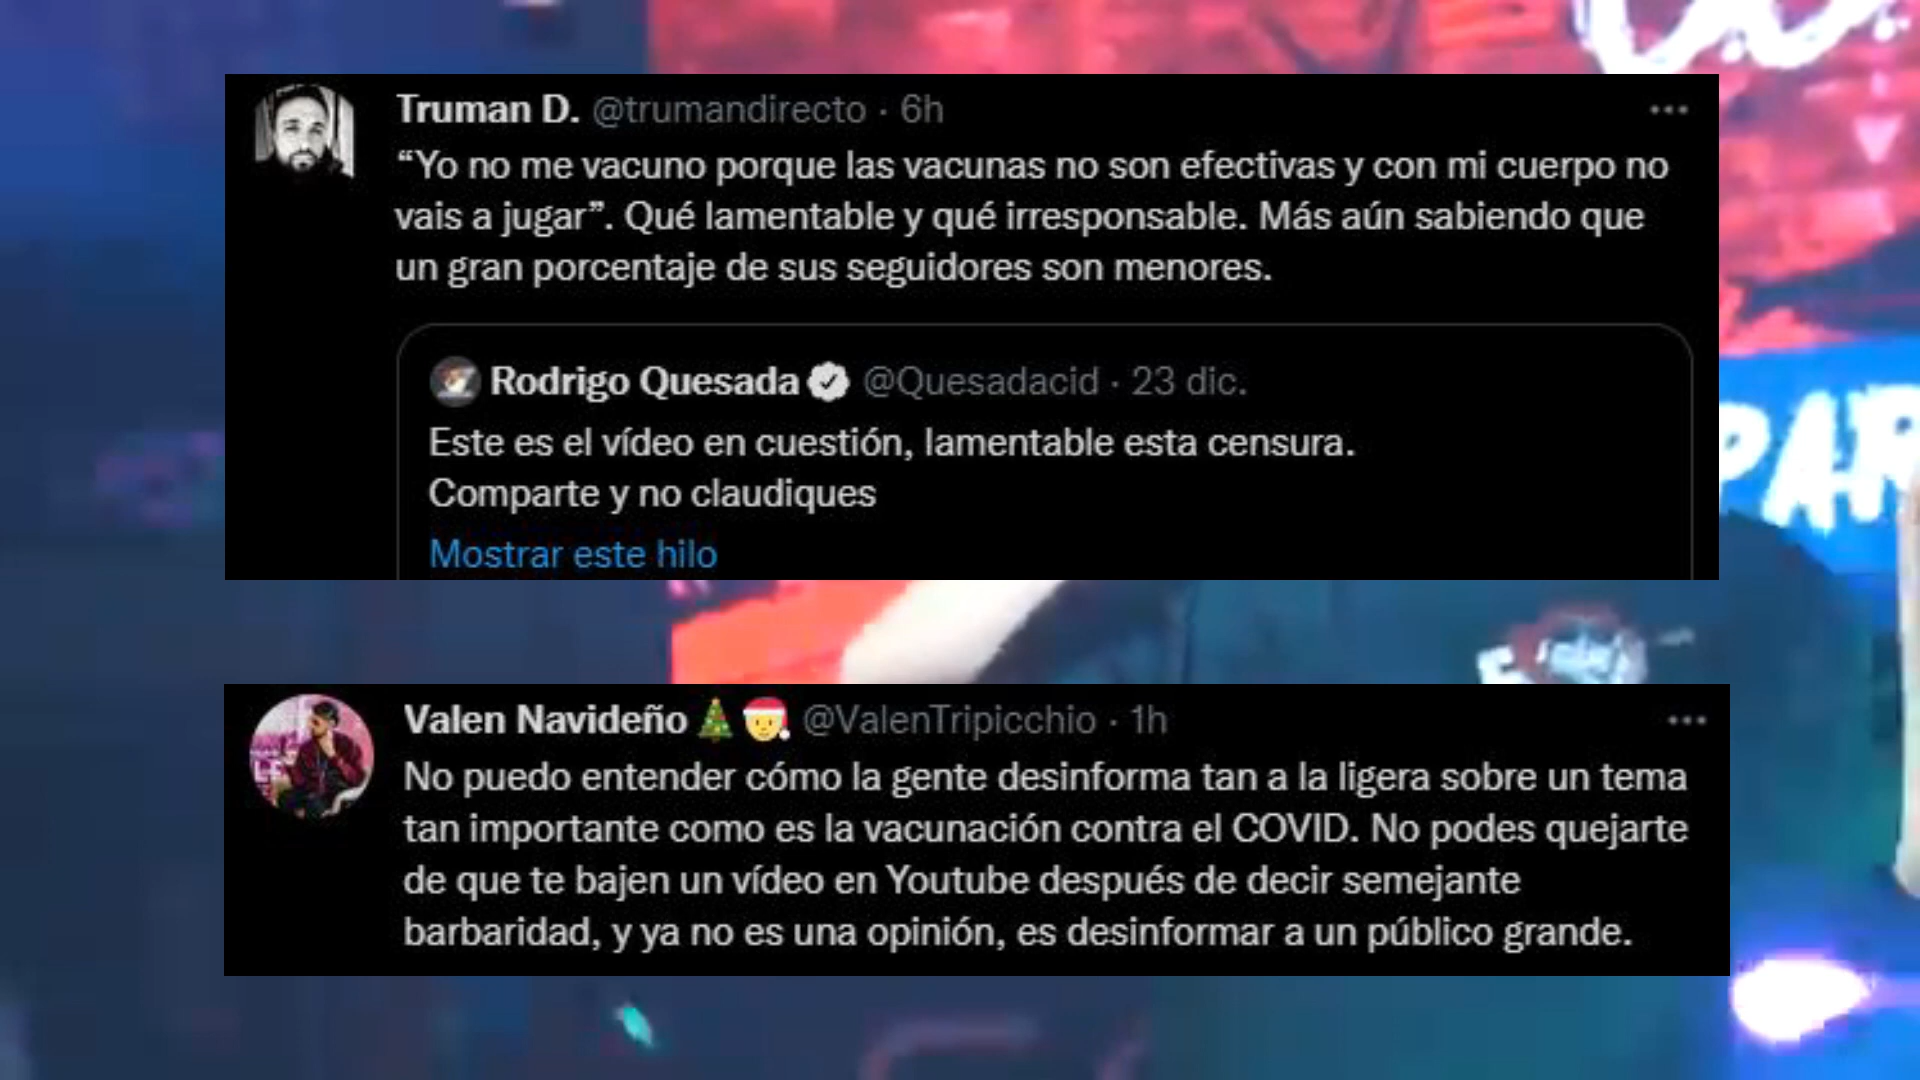 Truman D. @trumandirecto · 6h
“Yo no me vacuno porque las vacunas no son efectivas y con mi cuerpo no
vais a jugar”. Qué lamentable y qué irresponsable. Más aún sabiendo que
un gran porcentaje de sus seguidores son menores.
Rodrigo Quesada @Quesadacid · 23 dic.
Este es el vídeo en cuestión, lamentable esta censura.
Comparte y no claudiques
Mostrar este hilo
PAR
Valen Navideño🎄🎅 @ValenTripicchio · 1h
No puedo entender cómo la gente desinforma tan a la ligera sobre un tema
tan importante como es la vacunación contra el COVID. No podes quejarte
de que te bajen un vídeo en Youtube después de decir semejante
barbaridad, y ya no es una opinión, es desinformar a un público grande.